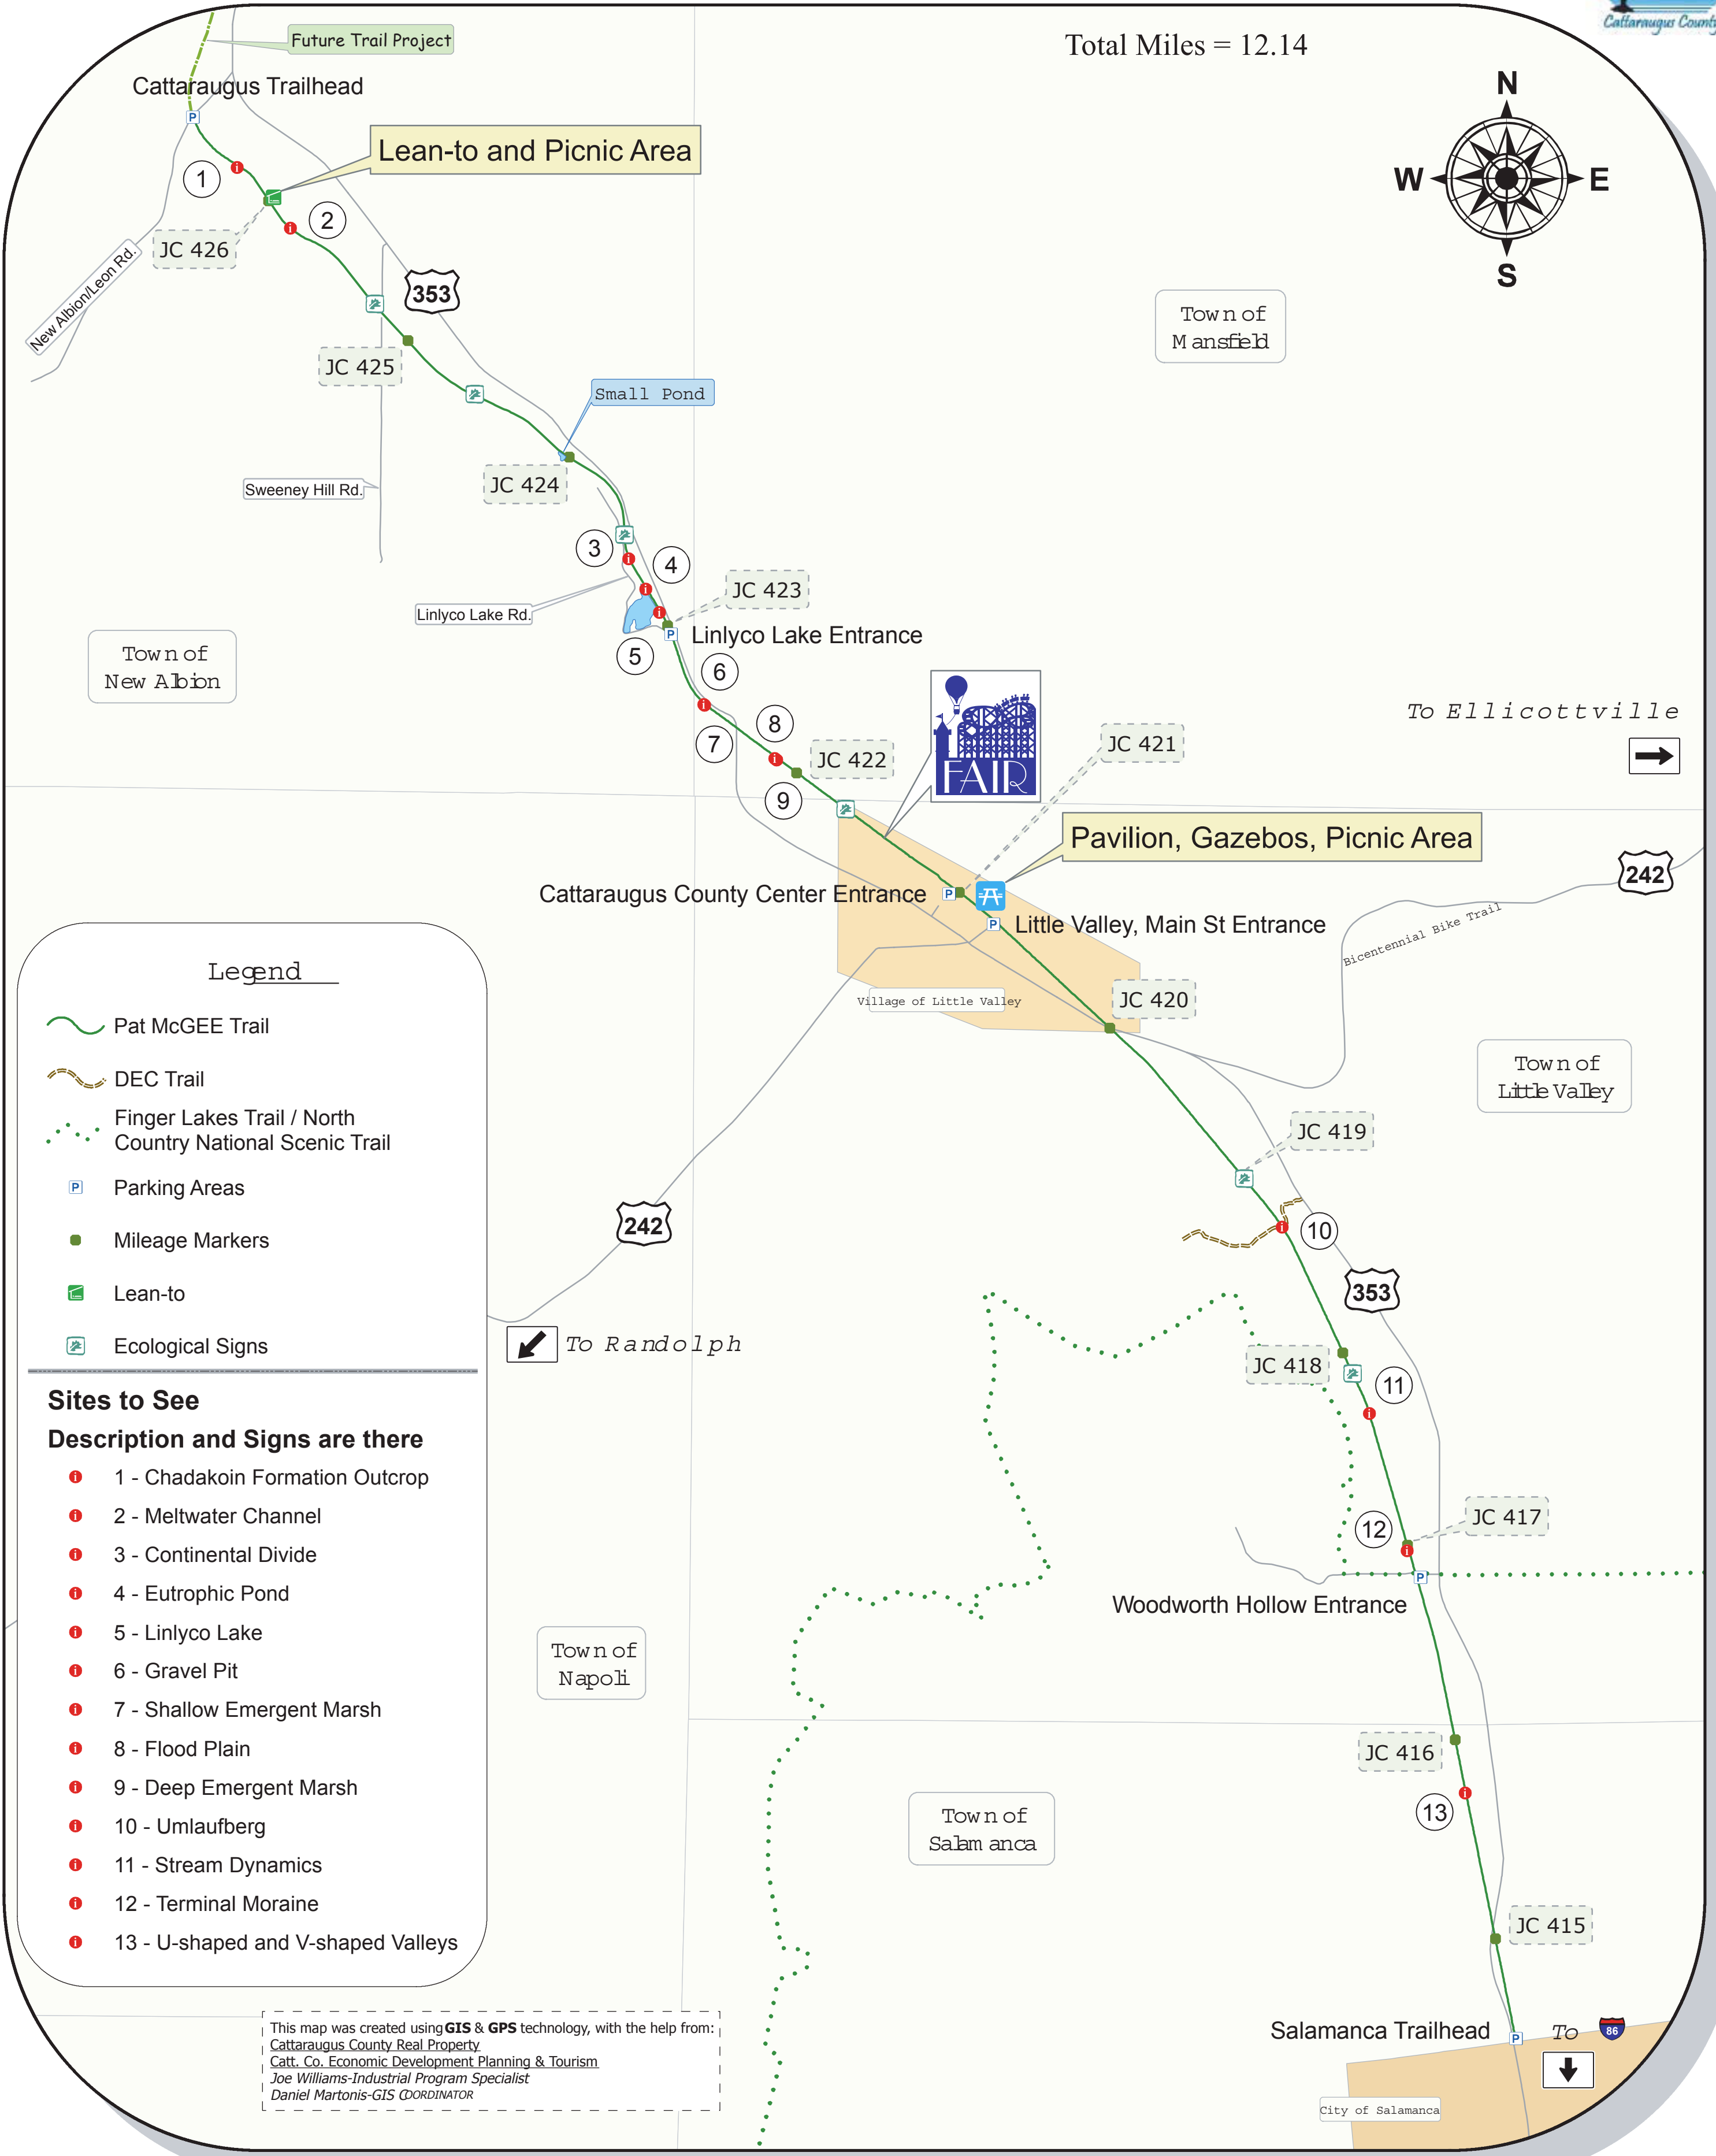 Cattaraugus County
Future Trail Project
Total Miles = 12.14
Cattaraugus Trailhead
P
N
W
E
S
Lean-to and Picnic Area
1
i
2
i
JC 426
New Albion/Leon Rd.
353
Town of
Mansfield
JC 425
Small Pond
Sweeney Hill Rd.
JC 424
3
i
4
i
JC 423
Linlyco Lake Rd.
i
P
Linlyco Lake Entrance
5
Town of
New Albion
6
i
7
8
i
JC 422
9
FAIR
JC 421
To Ellicottville
Pavilion, Gazebos, Picnic Area
242
Cattaraugus County Center Entrance
P
P
Little Valley, Main St Entrance
Bicentennial Bike Trail
Village of Little Valley
JC 420
Town of
Little Valley
JC 419
i
10
242
353
To Randolph
JC 418
11
i
12
i
JC 417
P
Woodworth Hollow Entrance
Town of
Napoli
JC 416
i
13
Town of
Salamanca
JC 415
Salamanca Trailhead
P
To
86
City of Salamanca
Legend
Pat McGEE Trail
DEC Trail
Finger Lakes Trail / North
Country National Scenic Trail
P Parking Areas
Mileage Markers
Lean-to
Ecological Signs
Sites to See
Description and Signs are there
i 1 - Chadakoin Formation Outcrop
i 2 - Meltwater Channel
i 3 - Continental Divide
i 4 - Eutrophic Pond
i 5 - Linlyco Lake
i 6 - Gravel Pit
i 7 - Shallow Emergent Marsh
i 8 - Flood Plain
i 9 - Deep Emergent Marsh
i 10 - Umlaufberg
i 11 - Stream Dynamics
i 12 - Terminal Moraine
i 13 - U-shaped and V-shaped Valleys
This map was created using GIS & GPS technology, with the help from:
Cattaraugus County Real Property
Catt. Co. Economic Development Planning & Tourism
Joe Williams-Industrial Program Specialist
Daniel Martonis-GIS COORDINATOR